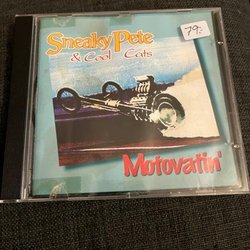 Sneaky Pete
& Cool Cats
79:-
Motovatin'